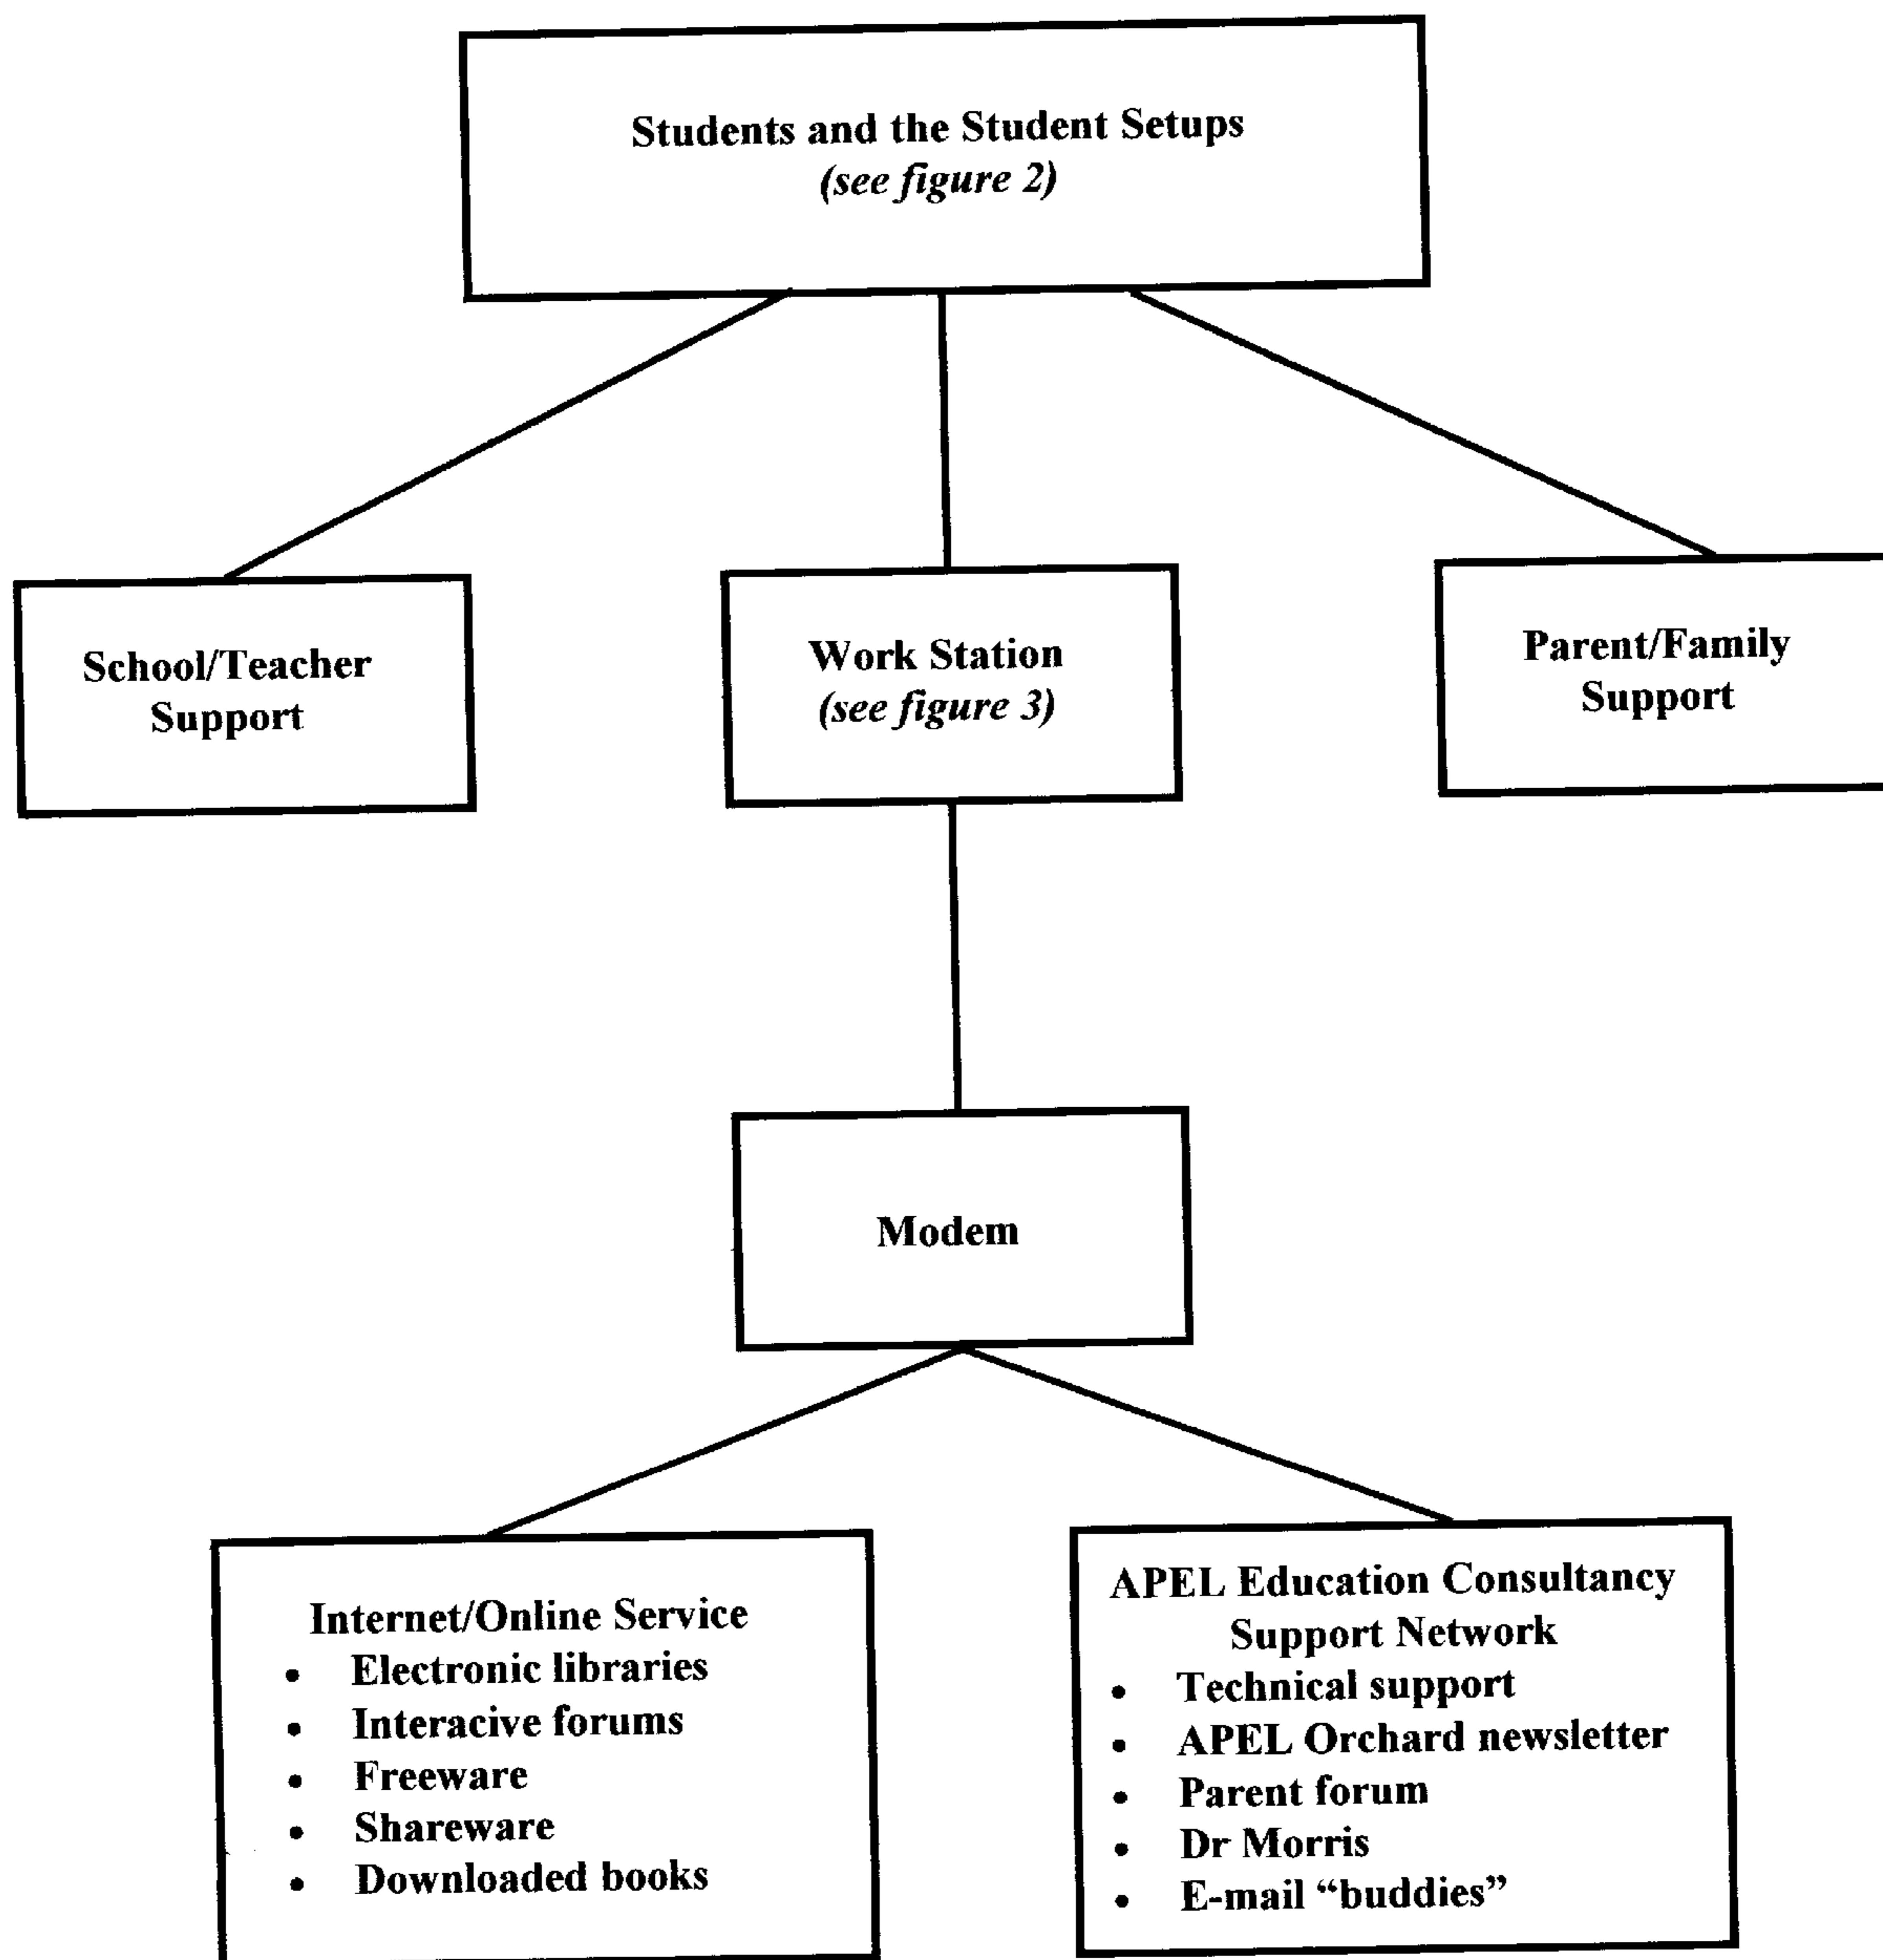 Students and the Student Setups
(see figure 2)
School/Teacher
Support
Work Station
(see figure 3)
Parent/Family
Support
Modem
Internet/Online Service
• Electronic libraries
• Interacive forums
• Freeware
• Shareware
• Downloaded books
APEL Education Consultancy
Support Network
• Technical support
• APEL Orchard newsletter
• Parent forum
• Dr Morris
• E-mail “buddies”